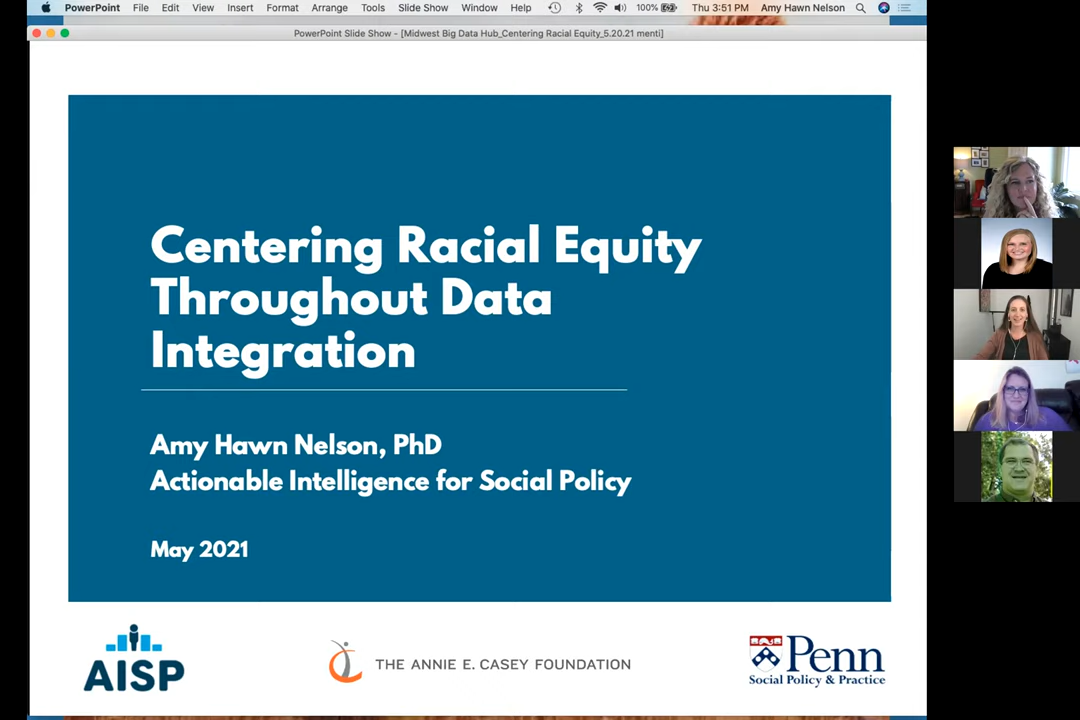 PowerPoint File Edit View Insert Format Arrange Tools Slide Show Window Help 100% Thu 3:51 PM Amy Hawn Nelson
PowerPoint Slide Show - [Midwest Big Data Hub_Centering Racial Equity_5.20.21 menti]
Centering Racial Equity
Throughout Data
Integration
Amy Hawn Nelson, PhD
Actionable Intelligence for Social Policy
May 2021
AISP
THE ANNIE E. CASEY FOUNDATION
Penn
Social Policy & Practice